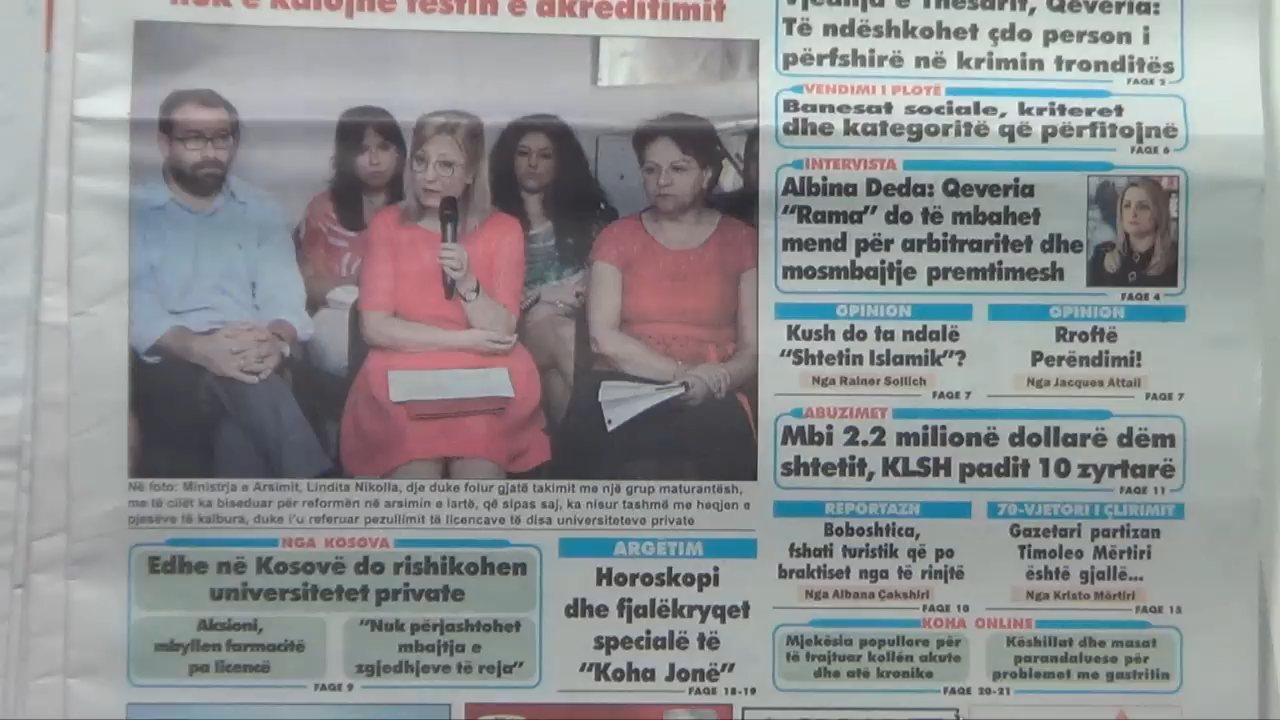 nuk e kalojnë testin e akreditimit
Në foto: Ministrja e Arsimit, Lindita Nikolla, dje duke folur gjatë takimit me një grup maturantësh,
me të cilët ka biseduar për reformën në arsimin e lartë, që sipas saj, ka nisur tashmë me heqjen e
pjesëve të kalbura, duke i'u referuar pezullimit të licencave të disa universiteteve private
NGA KOSOVA
Edhe në Kosovë do rishikohen
universitetet private
Aksioni,
mbyllen farmacitë
pa licencë
"Nuk përjashtohet
mbajtja e
zgjedhjeve të reja"
FAQE 9
ARGËTIM
Horoskopi
dhe fjalëkryqet
specialë të
"Koha Jonë"
FAQE 18-19
Vjedhja e Thesarit, Qeveria:
Të ndëshkohet çdo person i
përfshirë në krimin tronditës
FAQE 2
VENDIMI I PLOTË
Banesat sociale, kriteret
dhe kategoritë që përfitojnë
FAQE 6
INTERVISTA
Albina Deda: Qeveria
"Rama" do të mbahet
mend për arbitraritet dhe
mosmbajtje premtimesh
FAQE 4
OPINION
Kush do ta ndalë
"Shtetin Islamik"?
Nga Rainer Sollich
FAQE 7
OPINION
Rroftë
Perëndimi!
Nga Jacques Attali
FAQE 7
ABUZIMET
Mbi 2.2 milionë dollarë dëm
shtetit, KLSH padit 10 zyrtarë
FAQE 11
REPORTAZH
Boboshtica,
fshati turistik që po
braktiset nga të rinjtë
Nga Albana Çakshiri
FAQE 10
70-VJETORI I ÇLIRIMIT
Gazetari partizan
Timoleo Mërtiri
është gjallë...
Nga Kristo Mërtiri
FAQE 15
KOHA ONLINE
Mjekësia popullore për
të trajtuar kollën akute
dhe atë kronike
Këshillat dhe masat
parandaluese për
problemet me gastritin
FAQE 20-21